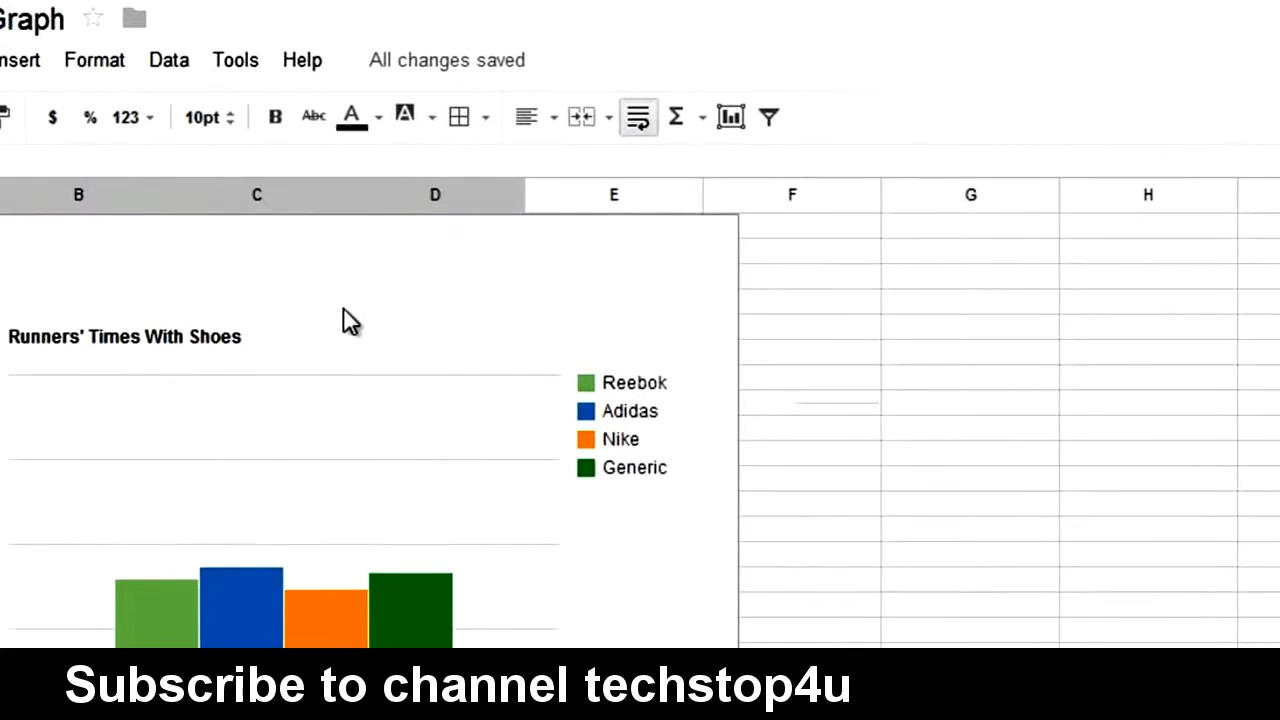 Graph
nsert Format Data Tools Help All changes saved
$ % 123 10pt B Abc A A Σ
B C D E F G H
Runners' Times With Shoes
Reebok
Adidas
Nike
Generic
Subscribe to channel techstop4u